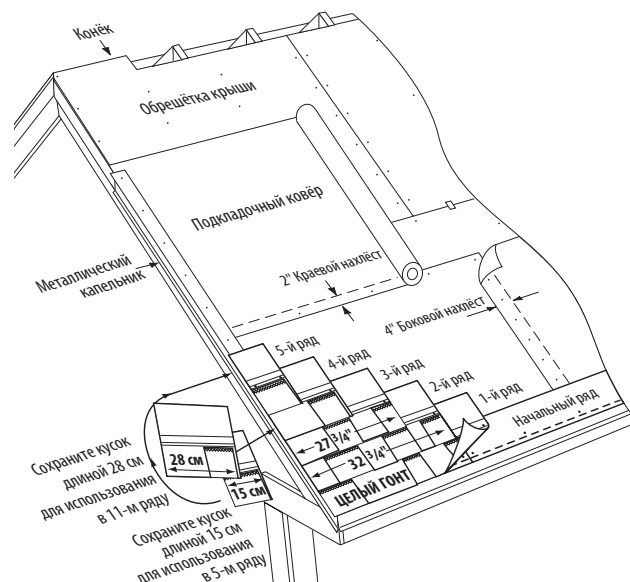 Конёк
Обрешётка крыши
Подкладочный ковёр
Металлический
капельник
2" Краевой нахлёст
4" Боковой нахлёст
5-й ряд
4-й ряд
3-й ряд
2-й ряд
1-й ряд
Начальный ряд
27 3/4"
32 3/4"
ЦЕЛЫЙ ГОНТ
28 см
15 см
Сохраните кусок
длиной 28 см
для использования
в 11-м ряду
Сохраните кусок
длиной 15 см
для использования
в 5-м ряду